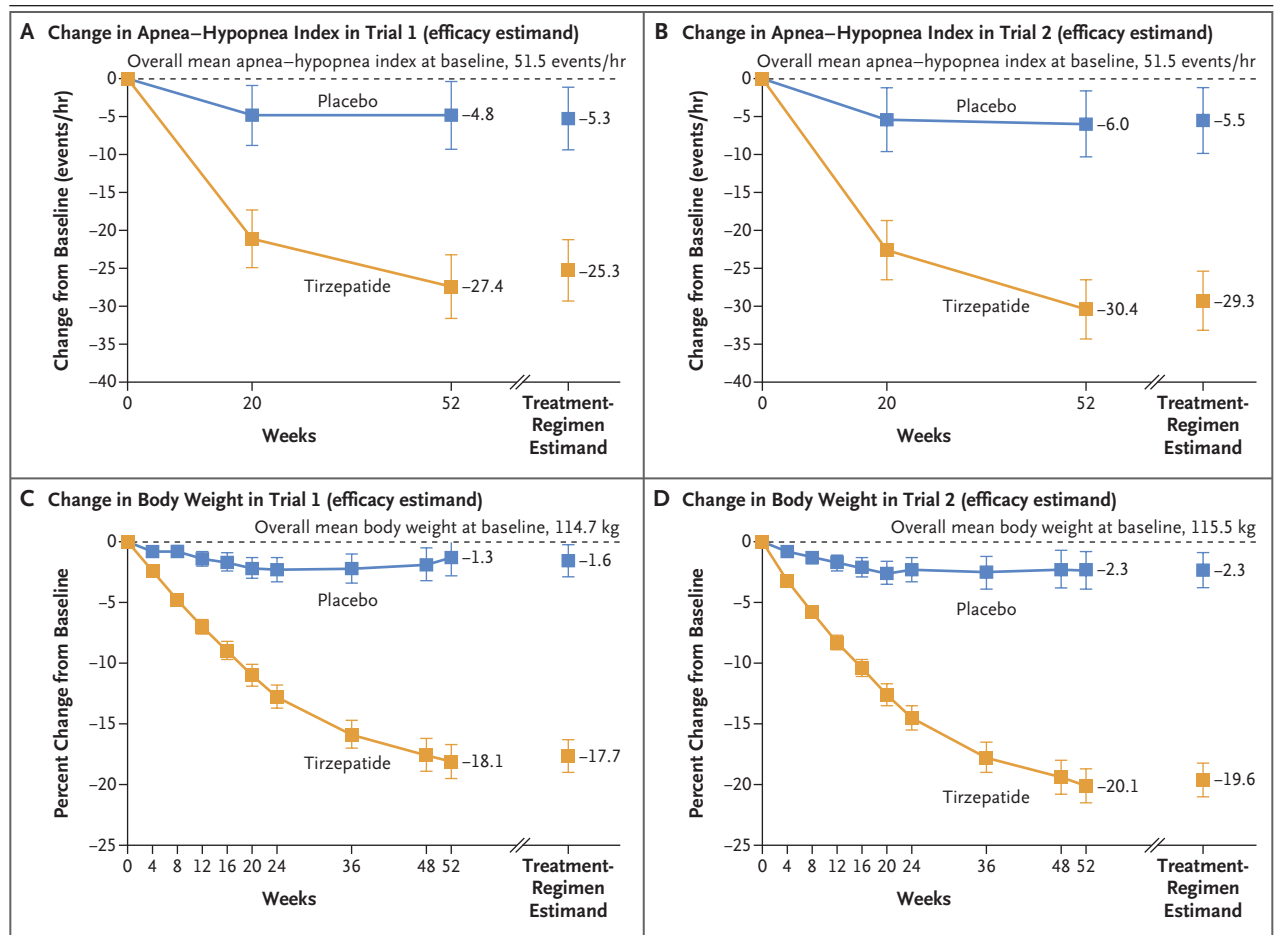 A Change in Apnea–Hypopnea Index in Trial 1 (efficacy estimand)
Overall mean apnea–hypopnea index at baseline, 51.5 events/hr
Change from Baseline (events/hr)
0
–5
–10
–15
–20
–25
–30
–35
–40
Placebo
–4.8
–5.3
Tirzepatide
–27.4
–25.3
0
20
52
Treatment-
Regimen
Estimand
Weeks
B Change in Apnea–Hypopnea Index in Trial 2 (efficacy estimand)
Overall mean apnea–hypopnea index at baseline, 51.5 events/hr
Change from Baseline (events/hr)
0
–5
–10
–15
–20
–25
–30
–35
–40
Placebo
–6.0
–5.5
Tirzepatide
–30.4
–29.3
0
20
52
Treatment-
Regimen
Estimand
Weeks
C Change in Body Weight in Trial 1 (efficacy estimand)
Overall mean body weight at baseline, 114.7 kg
Percent Change from Baseline
0
–5
–10
–15
–20
–25
–1.3
–1.6
Placebo
Tirzepatide
–18.1
–17.7
0 4 8 12 16 20 24 36 48 52
Treatment-
Regimen
Estimand
Weeks
D Change in Body Weight in Trial 2 (efficacy estimand)
Overall mean body weight at baseline, 115.5 kg
Percent Change from Baseline
0
–5
–10
–15
–20
–25
–2.3
–2.3
Placebo
Tirzepatide
–20.1
–19.6
0 4 8 12 16 20 24 36 48 52
Treatment-
Regimen
Estimand
Weeks